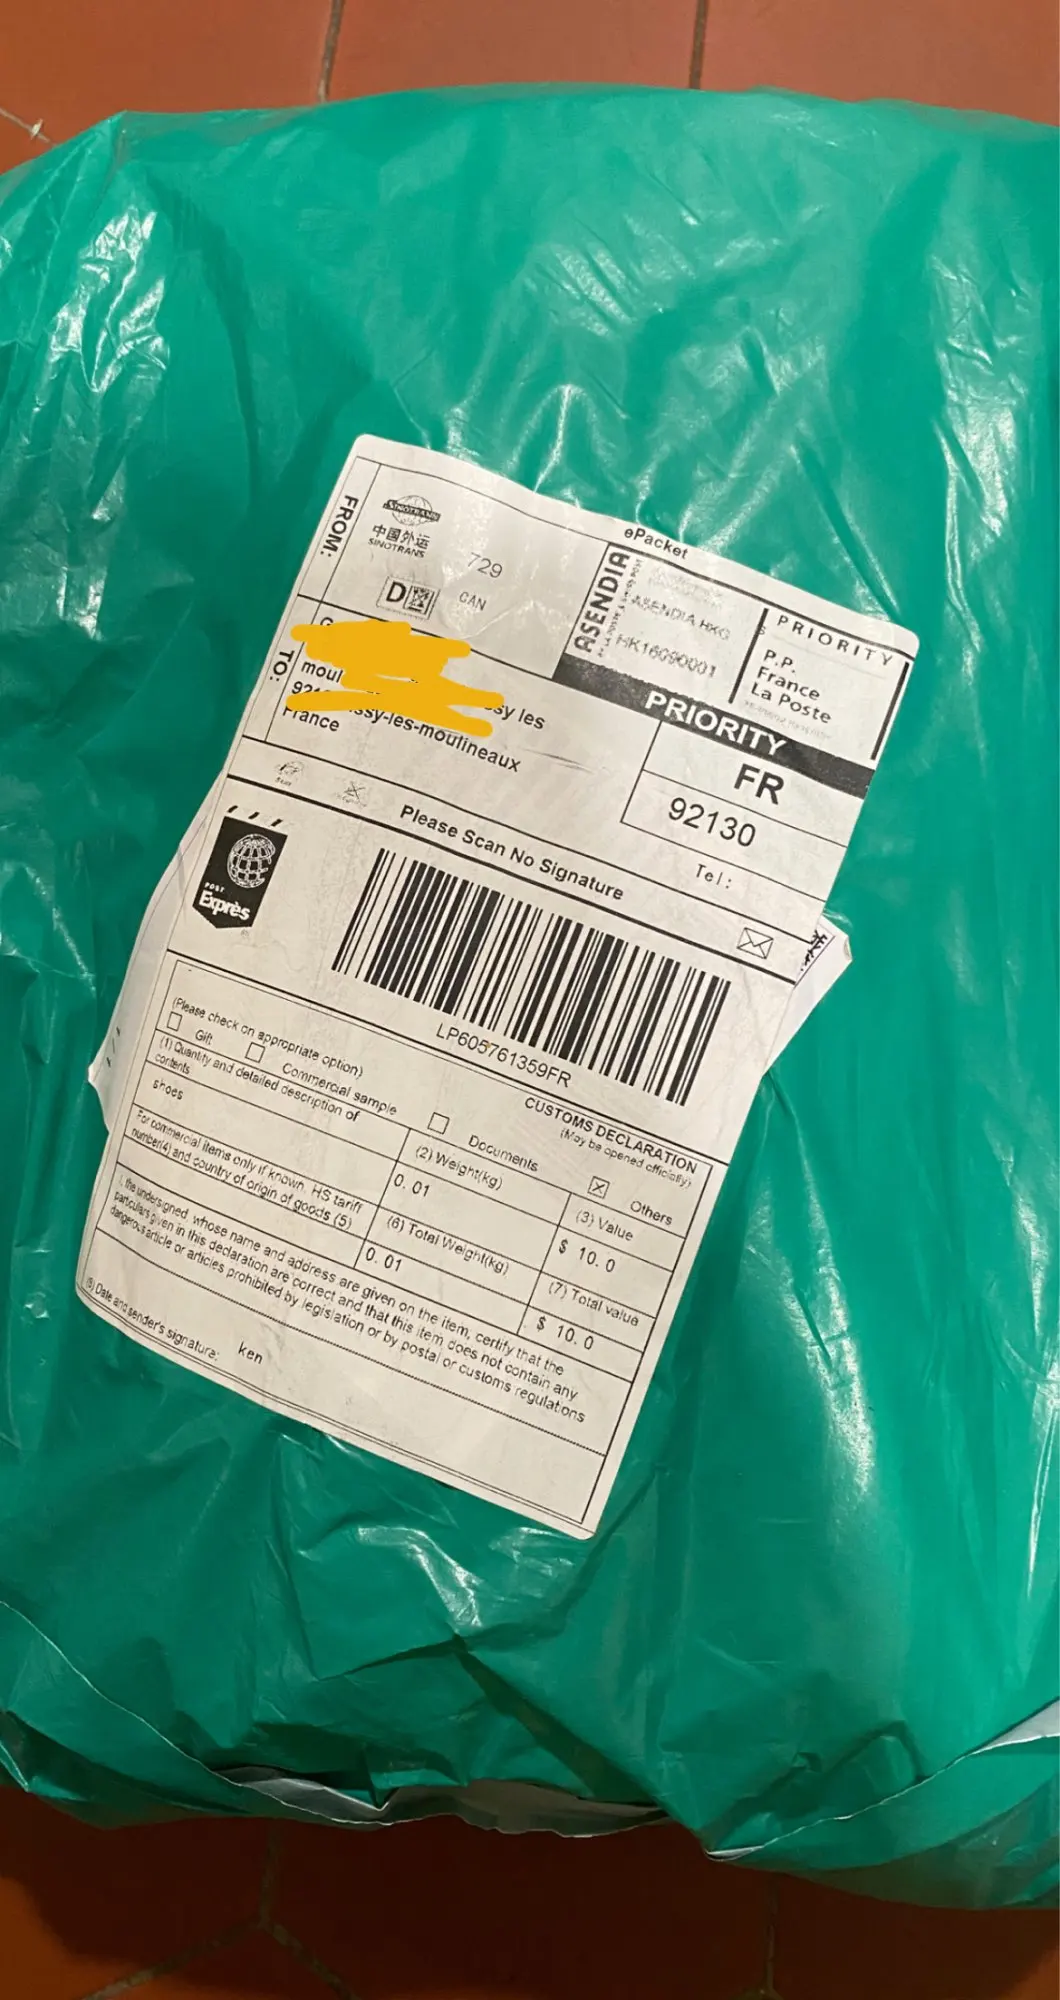 FROM:
SINOTRANS
中国外运
SINOTRANS
729
D
CAN
ePacket
ASENDIA
ASENDIA HKG
HK16090001
PRIORITY
P.P.
France
La Poste
PRIORITY
FR
92130
TO:
moul
sy les
ssy-les-moulineaux
France
Please Scan No Signature
Tel:
POST
Exprès
LP605761359FR
CUSTOMS DECLARATION
(May be opened officially)
(Please check on appropriate option)
Gift
Commercial sample
Documents
Others
(1) Quantity and detailed description of
contents
(2) Weight(kg)
(3) Value
shoes
0.01
$ 10.0
For commercial items only if known. HS tariff
number(4) and country of origin of goods (5)
(6) Total Weight(kg)
(7) Total value
0.01
$ 10.0
I, the undersigned, whose name and address are given on the item, certify that the
particulars given in this declaration are correct and that this item does not contain any
dangerous article or articles prohibited by legislation or by postal or customs regulations
(8) Date and sender's signature: ken